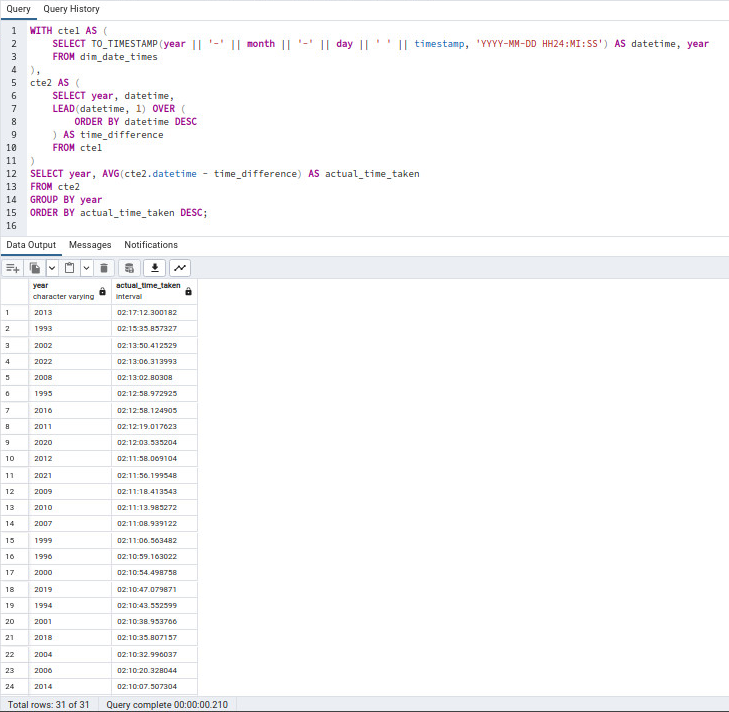 Query Query History
1 WITH cte1 AS (
2 SELECT TO_TIMESTAMP(year || '-' || month || '-' || day || ' ' || timestamp, 'YYYY-MM-DD HH24:MI:SS') AS datetime, year
3 FROM dim_date_times
4 ),
5 cte2 AS (
6 SELECT year, datetime,
7 LEAD(datetime, 1) OVER (
8 ORDER BY datetime DESC
9 ) AS time_difference
10 FROM cte1
11 )
12 SELECT year, AVG(cte2.datetime - time_difference) AS actual_time_taken
13 FROM cte2
14 GROUP BY year
15 ORDER BY actual_time_taken DESC;
16
Data Output Messages Notifications
year actual_time_taken
character varying interval
1 2013 02:17:12.300182
2 1993 02:15:35.857327
3 2002 02:13:50.412529
4 2022 02:13:06.313993
5 2008 02:13:02.80308
6 1995 02:12:58.972925
7 2016 02:12:58.124905
8 2011 02:12:19.017623
9 2020 02:12:03.535204
10 2012 02:11:58.069104
11 2021 02:11:56.199548
12 2009 02:11:18.413543
13 2010 02:11:13.985272
14 2007 02:11:08.939122
15 1999 02:11:06.563482
16 1996 02:10:59.163022
17 2000 02:10:54.498758
18 2019 02:10:47.079871
19 1994 02:10:43.552599
20 2001 02:10:38.953766
21 2018 02:10:35.807157
22 2004 02:10:32.996037
23 2006 02:10:20.328044
24 2014 02:10:07.507304
Total rows: 31 of 31 Query complete 00:00:00.210